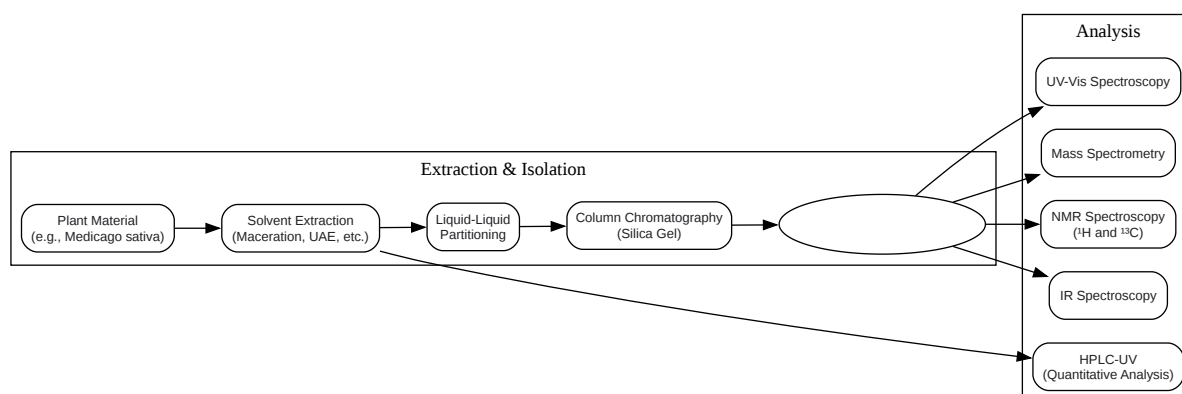 Analysis
UV-Vis Spectroscopy
Mass Spectrometry
Extraction & Isolation
Plant Material
(e.g., Medicago sativa)
Solvent Extraction
(Maceration, UAE, etc.)
Liquid-Liquid
Partitioning
Column Chromatography
(Silica Gel)
NMR Spectroscopy
(¹H and ¹³C)
IR Spectroscopy
HPLC-UV
(Quantitative Analysis)